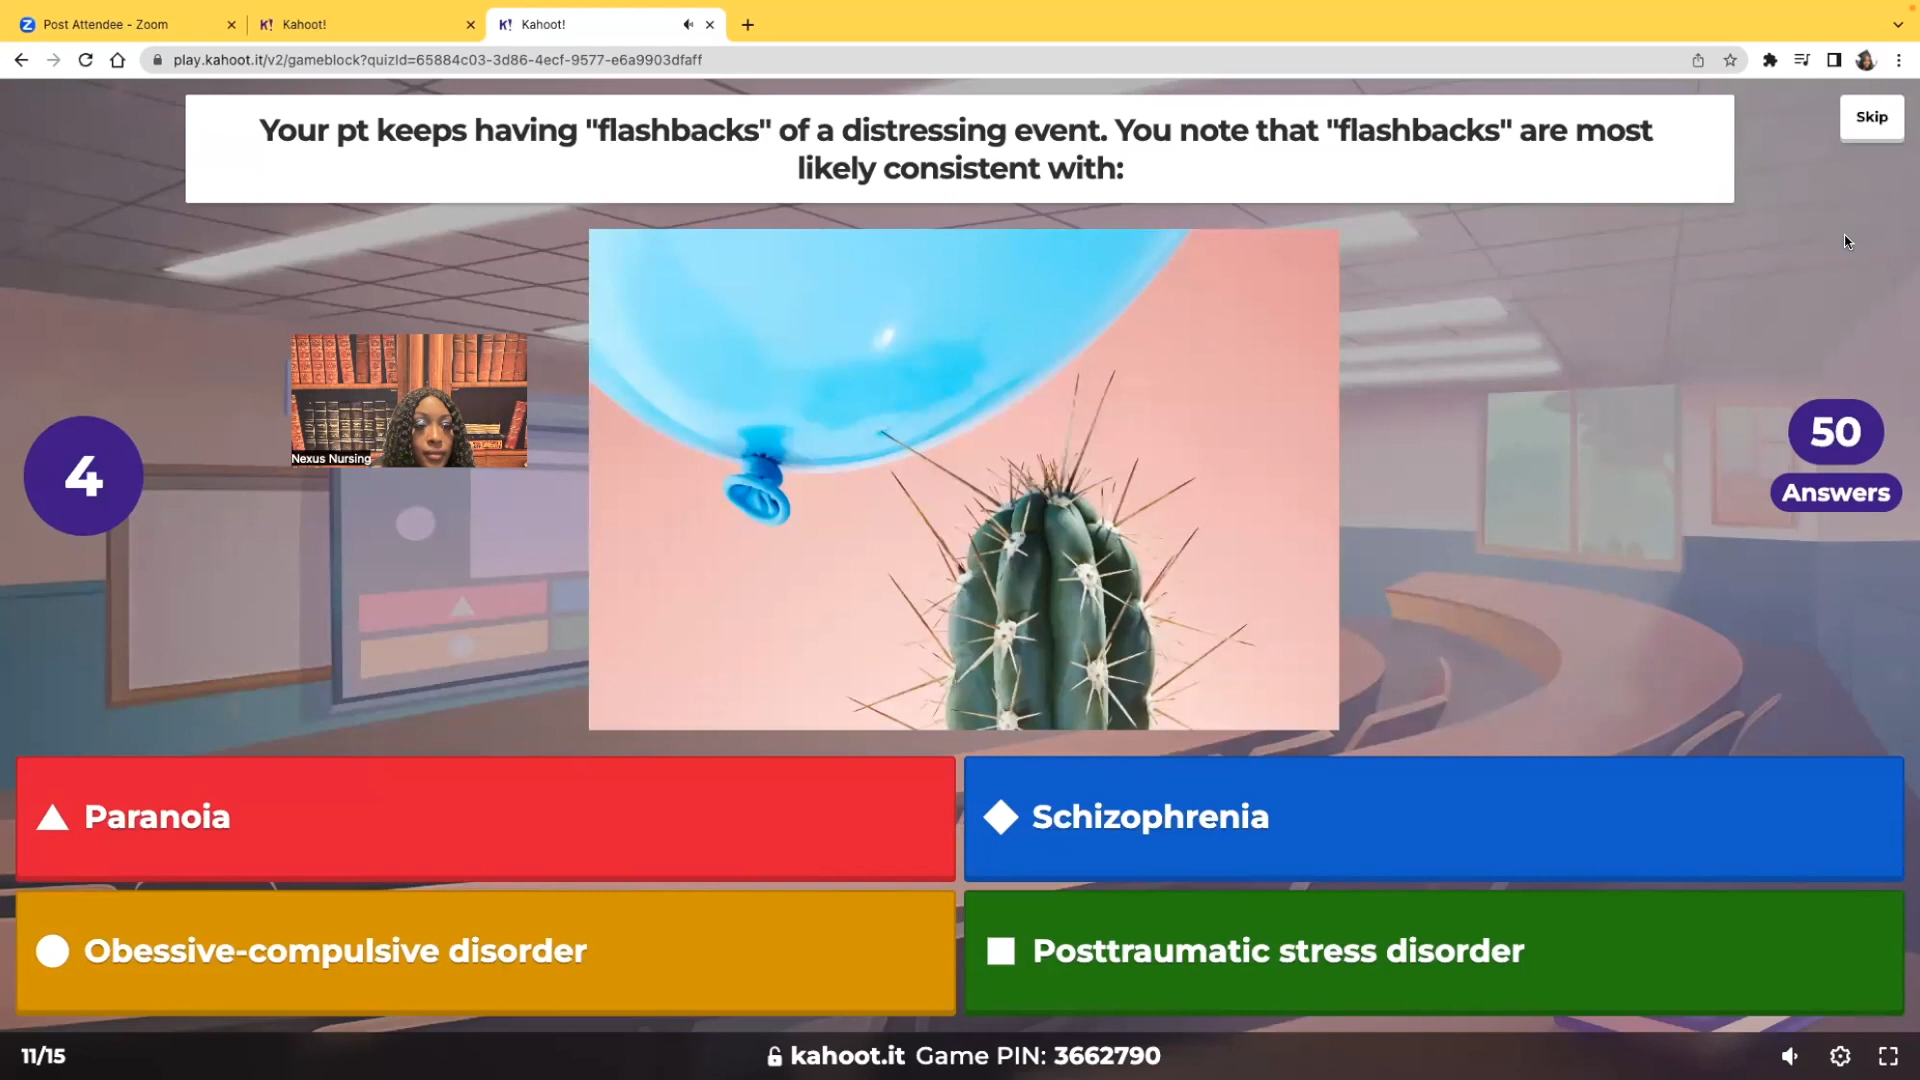 Post Attendee - Zoom
K! Kahoot!
K! Kahoot!
play.kahoot.it/v2/gameblock?quizId=65884c03-3d86-4ecf-9577-e6a9903dfaff
Your pt keeps having "flashbacks" of a distressing event. You note that "flashbacks" are most
likely consistent with:
Skip
Nexus Nursing
4
50
Answers
Paranoia
Schizophrenia
Obessive-compulsive disorder
Posttraumatic stress disorder
11/15
kahoot.it Game PIN: 3662790